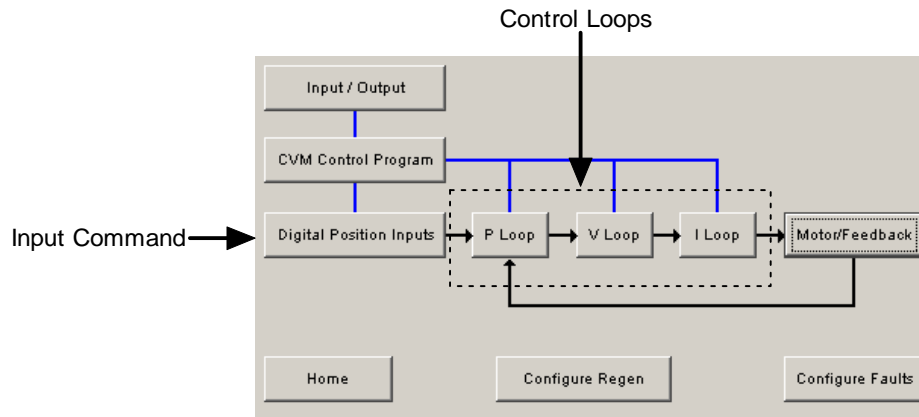 Control Loops
Input / Output
CVM Control Program
Input Command
Digital Position Inputs
P Loop
V Loop
I Loop
Motor/Feedback
Home
Configure Regen
Configure Faults